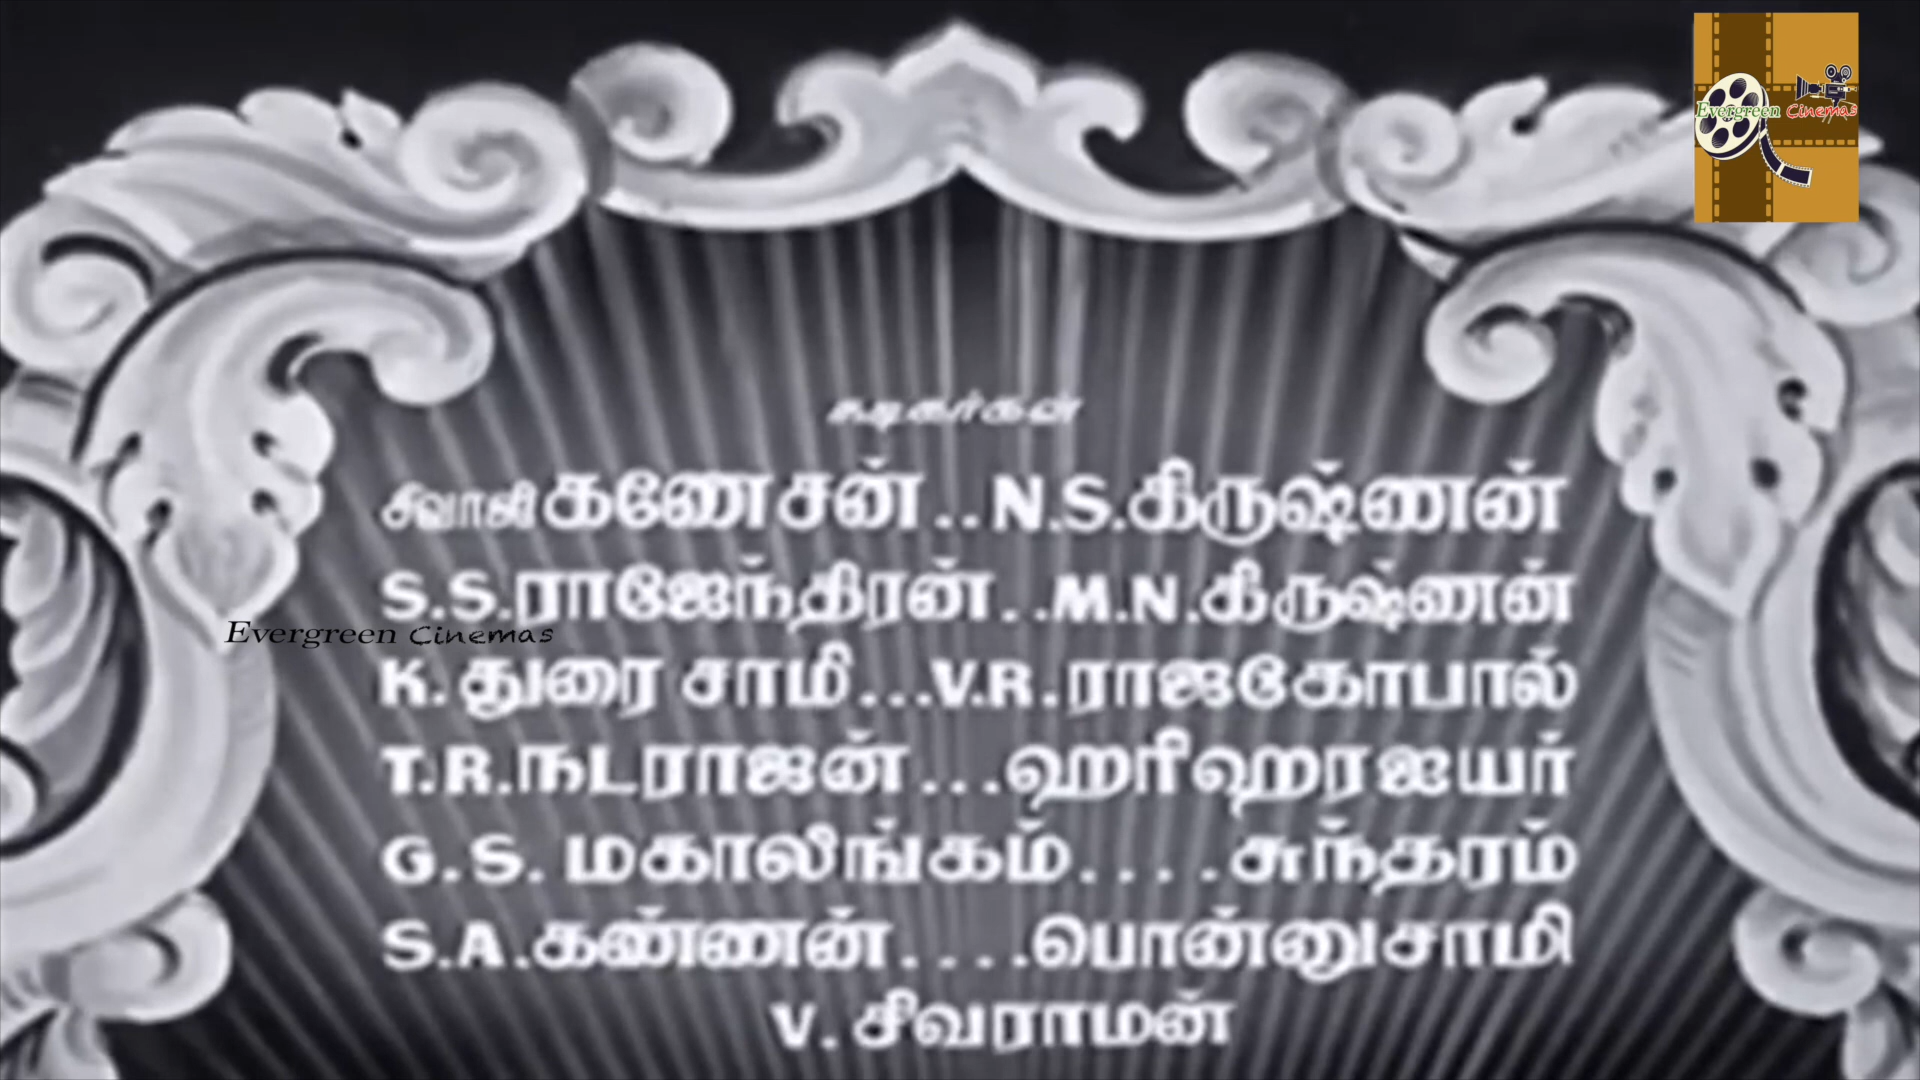 Evergreen Cinemas
நடிகர்கள்
சிவாஜி கணேசன்..N.S.கிருஷ்ணன்
S.S.ராஜேந்திரன்..M.N.கிருஷ்ணன்
Evergreen Cinemas
K.துரை சாமி...V.R.ராஜகோபால்
T.R.நடராஜன்...ஹரிஹரஐயர்
G.S.மகாலிங்கம்....சுந்தரம்
S.A.கண்ணன்....பொன்னுசாமி
V.சிவராமன்